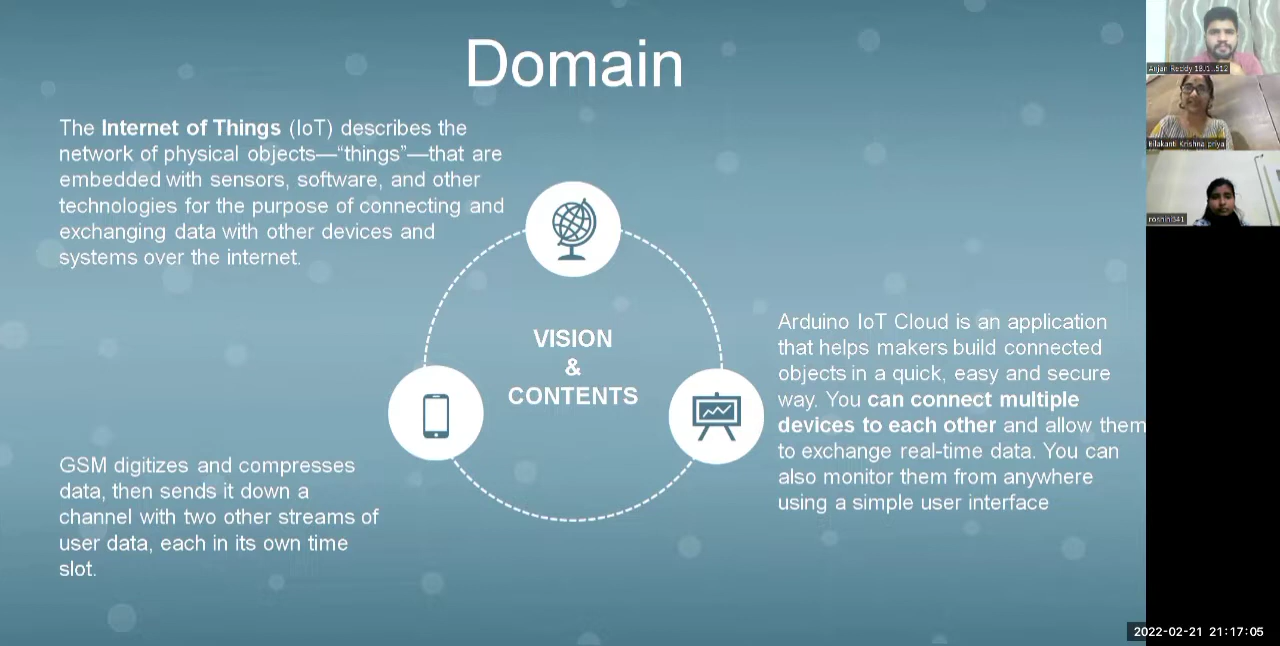 Domain
The Internet of Things (IoT) describes the
network of physical objects—“things”—that are
embedded with sensors, software, and other
technologies for the purpose of connecting and
exchanging data with other devices and
systems over the internet.
VISION
&
CONTENTS
Arduino IoT Cloud is an application
that helps makers build connected
objects in a quick, easy and secure
way. You can connect multiple
devices to each other and allow them
to exchange real-time data. You can
also monitor them from anywhere
using a simple user interface
GSM digitizes and compresses
data, then sends it down a
channel with two other streams of
user data, each in its own time
slot.
Anjan Reddy
Bilakanti Krishna priya
roshini341
2022-02-21 21:17:05